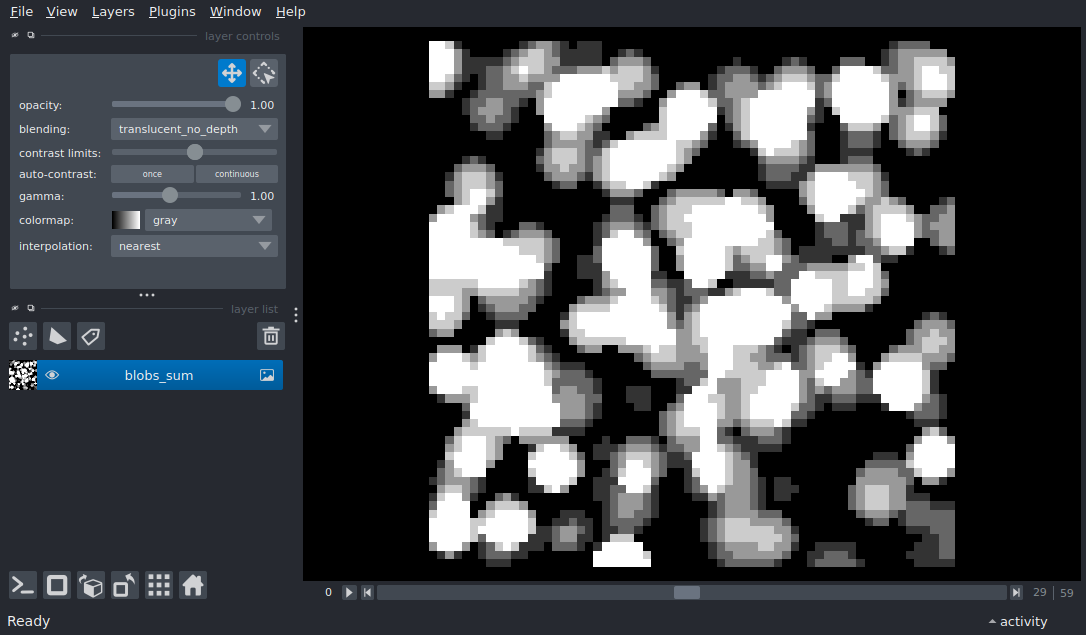 File View Layers Plugins Window Help
layer controls
opacity: 1.00
blending: translucent_no_depth
contrast limits:
auto-contrast: once continuous
gamma: 1.00
colormap: gray
interpolation: nearest
layer list
blobs_sum
0 29 59
Ready activity